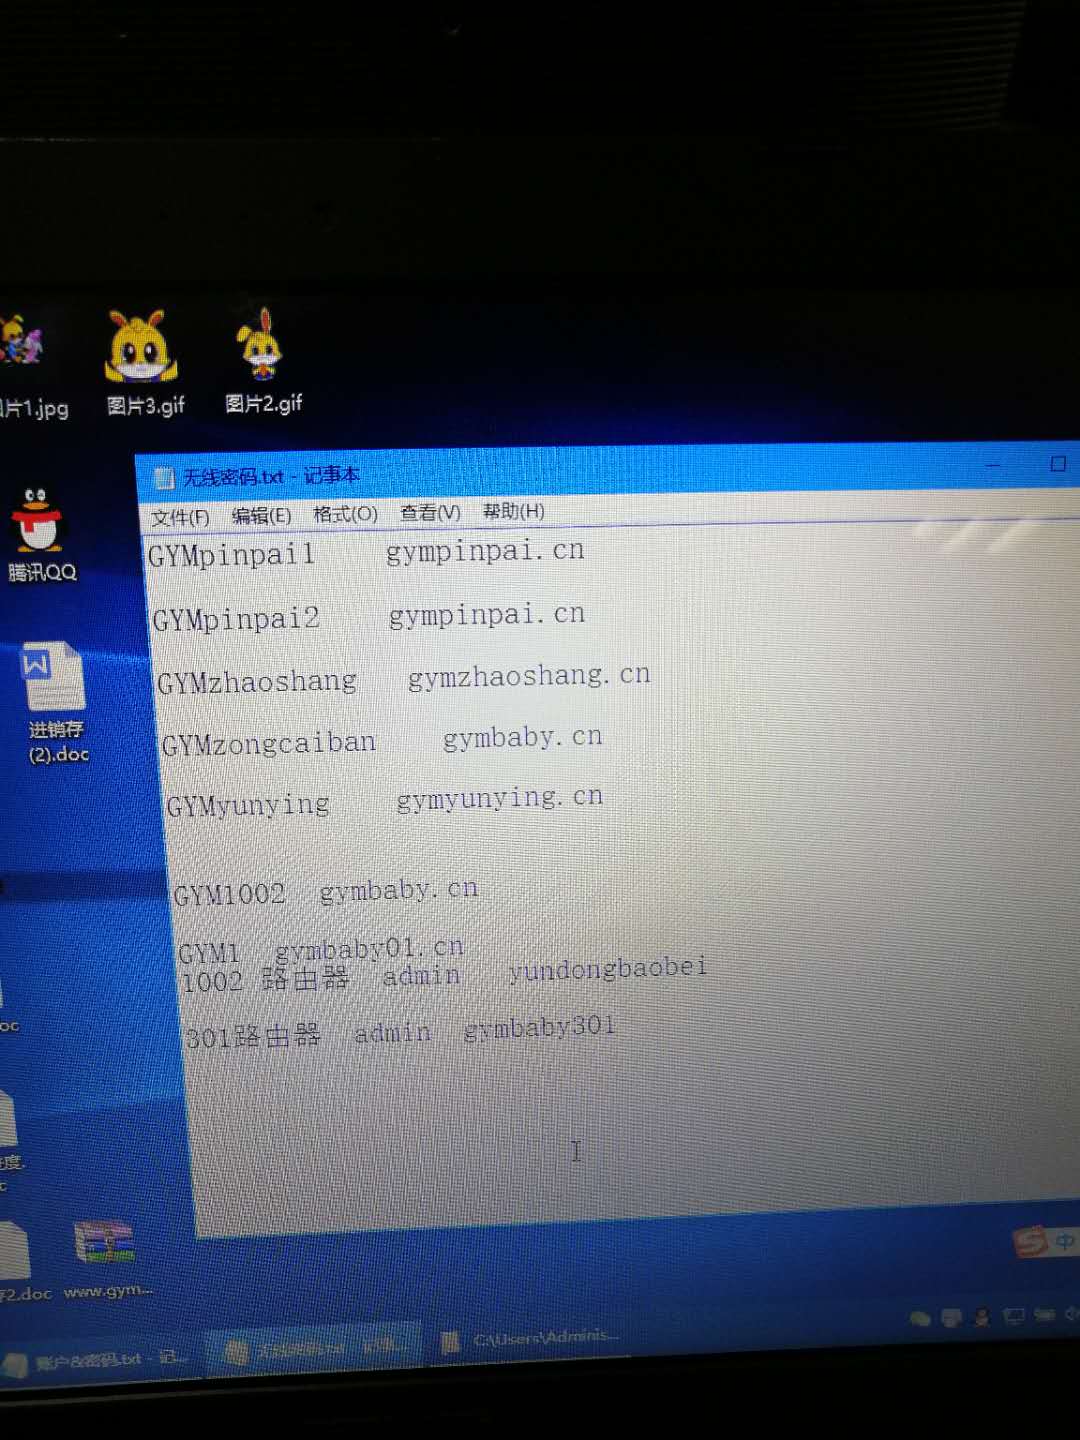 片1.jpg
图片3.gif
图片2.gif
无线密码.txt - 记事本
文件(F) 编辑(E) 格式(O) 查看(V) 帮助(H)
腾讯QQ
进销存
(2).doc
GYMpinpai1 gympinpai.cn
GYMpinpai2 gympinpai.cn
GYMzhaoshang gymzhaoshang.cn
GYMzongcaiban gymbaby.cn
GYMyunying gymyunying.cn
GYM1002 gymbaby.cn
GYM1 gymbaby01.cn
1002 路由器 admin yundongbaobei
301路由器 admin gymbaby301
oc
度.
c
存2.doc
www.gym...
中
账户&密码.txt - 记...
无线密码.txt - 记事...
C:\Users\Adminis...